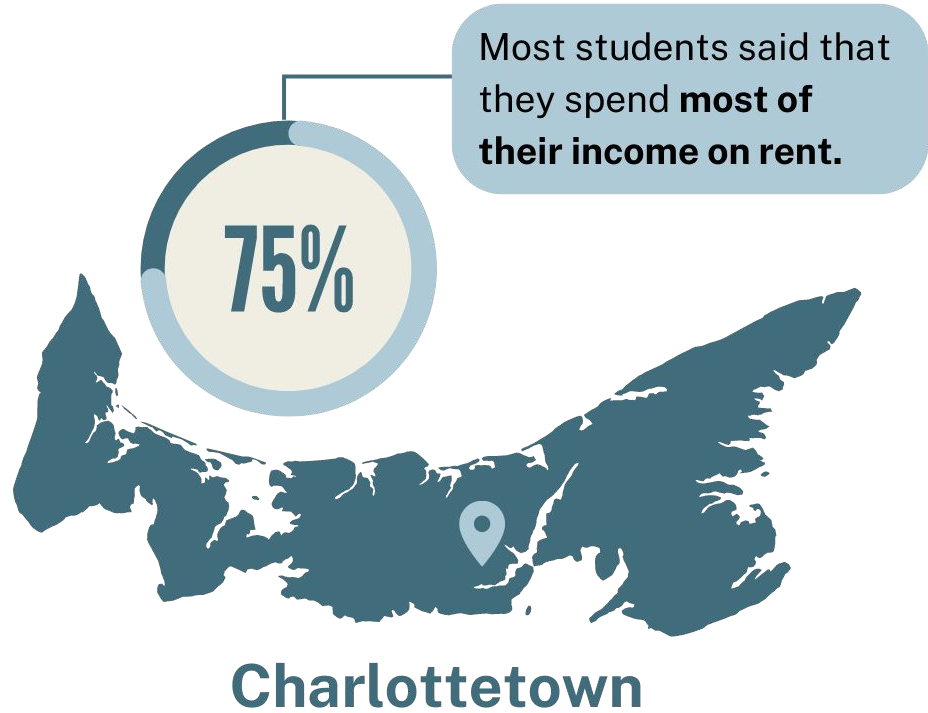 Most students said that
they spend most of
their income on rent.
75%
Charlottetown